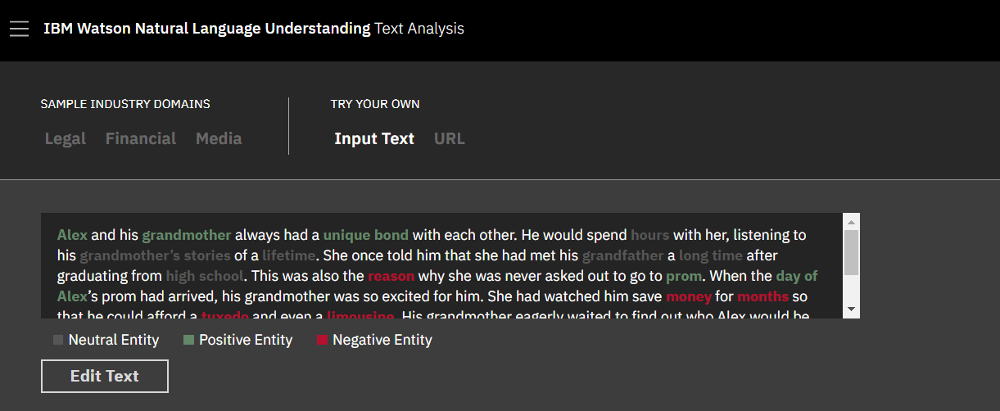 IBM Watson Natural Language Understanding Text Analysis
SAMPLE INDUSTRY DOMAINS
Legal Financial Media
TRY YOUR OWN
Input Text URL
Alex and his grandmother always had a unique bond with each other. He would spend hours with her, listening to
his grandmother’s stories of a lifetime. She once told him that she had met his grandfather a long time after
graduating from high school. This was also the reason why she was never asked out to go to prom. When the day of
Alex’s prom had arrived, his grandmother was so excited for him. She had watched him save money for months so
that he could afford a tuxedo and even a limousine. His grandmother eagerly waited to find out who Alex would be
Neutral Entity Positive Entity Negative Entity
Edit Text